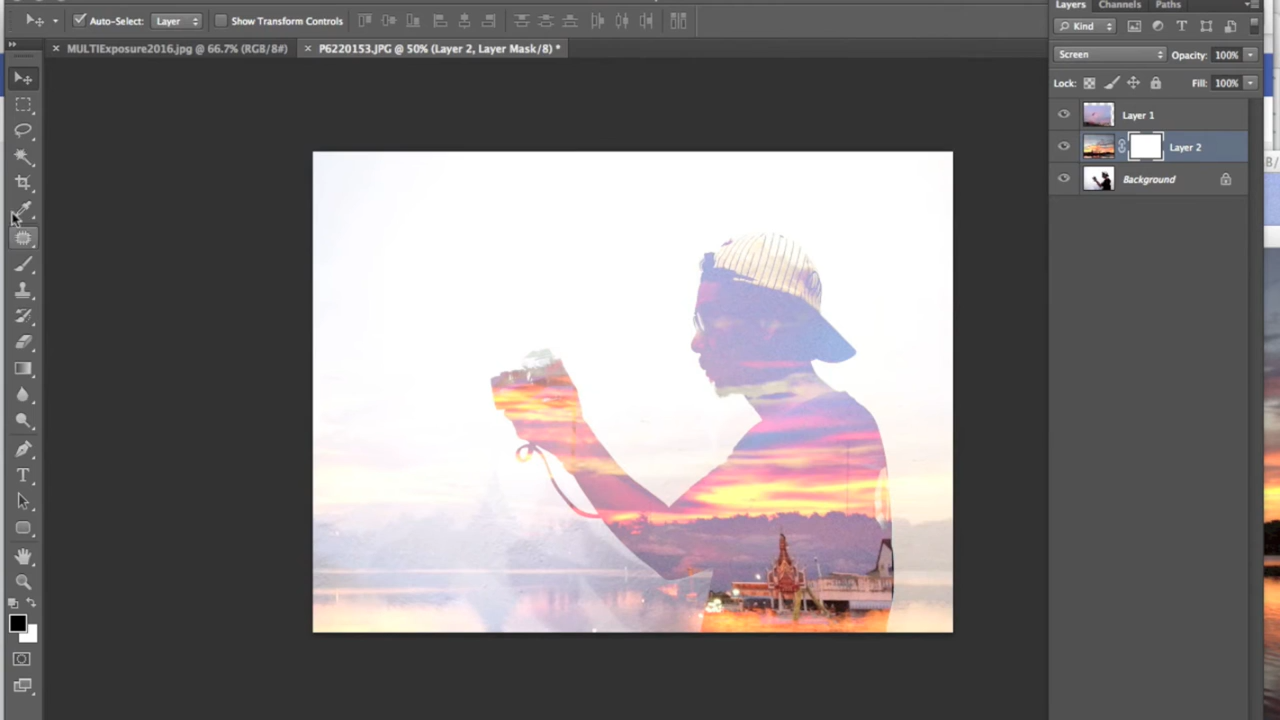 Auto-Select: Layer Show Transform Controls
MULTIExposure2016.jpg @ 66.7% (RGB/8#)
P6220153.JPG @ 50% (Layer 2, Layer Mask/8) *
Layers Channels Paths
Kind
Screen Opacity: 100%
Lock: Fill: 100%
Layer 1
Layer 2
Background